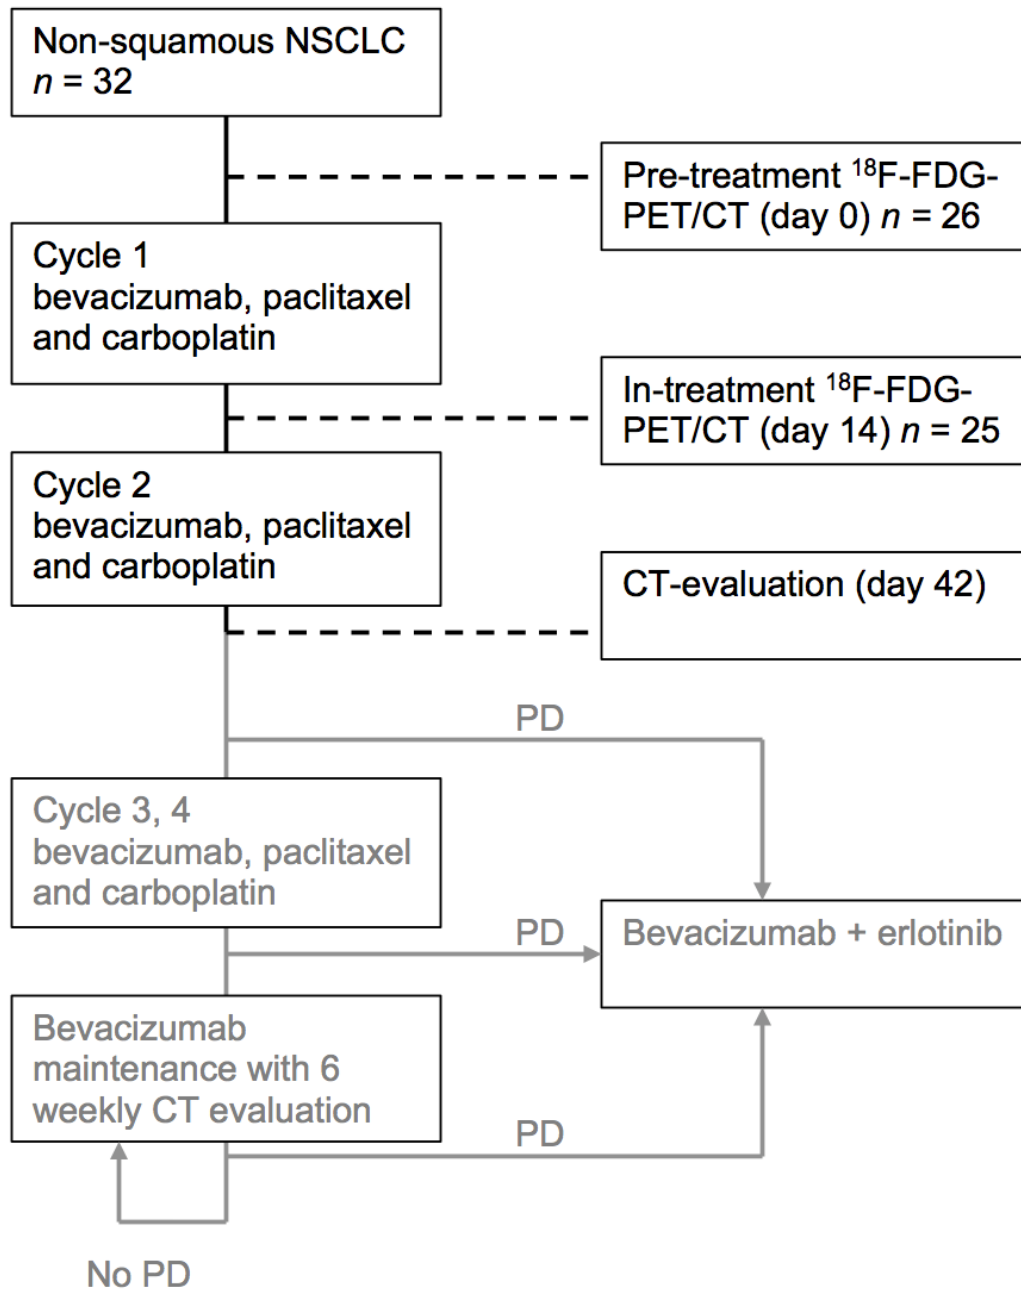 Non-squamous NSCLC
n = 32
Pre-treatment ¹⁸F-FDG-
PET/CT (day 0) n = 26
Cycle 1
bevacizumab, paclitaxel
and carboplatin
In-treatment ¹⁸F-FDG-
PET/CT (day 14) n = 25
Cycle 2
bevacizumab, paclitaxel
and carboplatin
CT-evaluation (day 42)
PD
Cycle 3, 4
bevacizumab, paclitaxel
and carboplatin
PD
Bevacizumab + erlotinib
Bevacizumab
maintenance with 6
weekly CT evaluation
PD
No PD